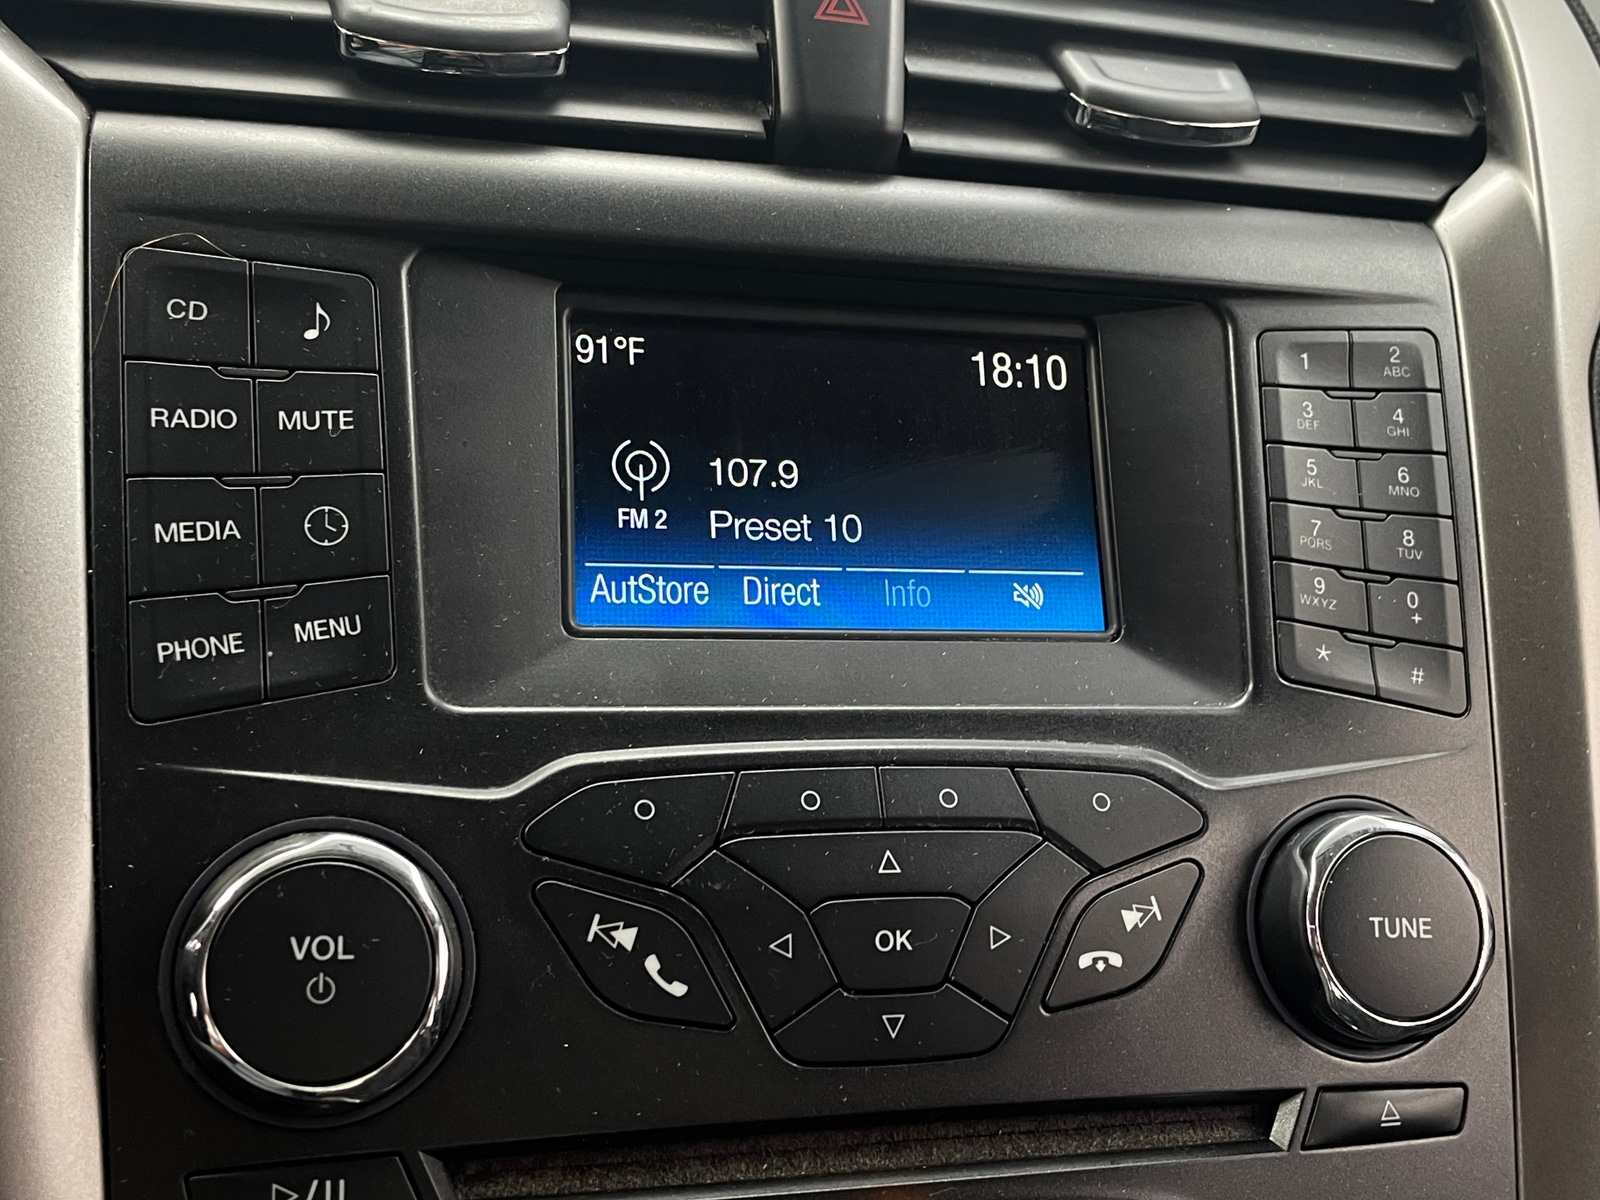 91°F
18:10
107.9
FM 2
Preset 10
AutStore Direct Info
CD
RADIO MUTE
MEDIA
PHONE MENU
1
2
ABC
3
DEF
4
GHI
5
JKL
6
MNO
7
PQRS
8
TUV
9
WXYZ
0
+
*
#
VOL
OK
TUNE